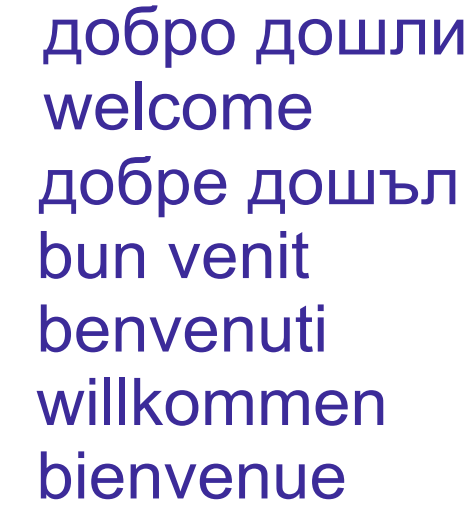 добро дошли
welcome
добре дошъл
bun venit
benvenuti
willkommen
bienvenue